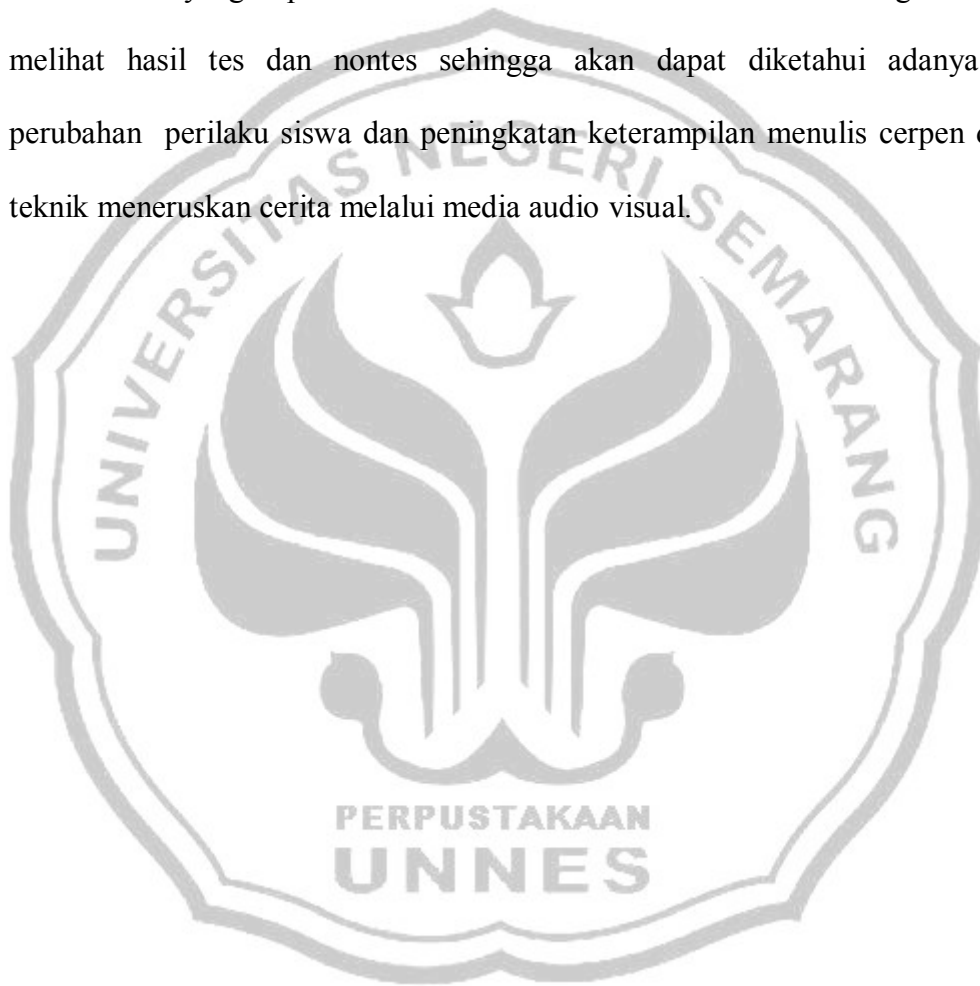 melihat hasil tes dan nontes sehingga akan dapat diketahui adanya
perubahan perilaku siswa dan peningkatan keterampilan menulis cerpen
teknik meneruskan cerita melalui media audio visual.
UNIVERSITAS NEGERI SEMARANG
PERPUSTAKAAN
UNNES